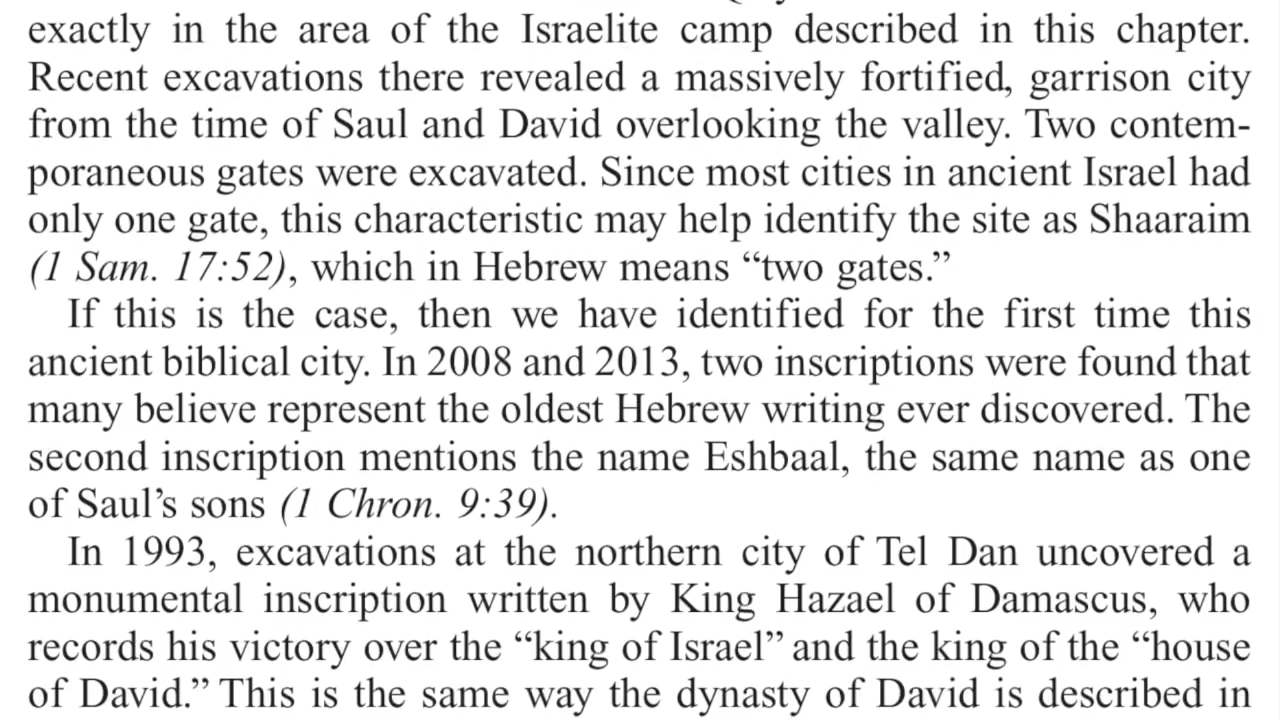 exactly in the area of the Israelite camp described in this chapter.
Recent excavations there revealed a massively fortified, garrison city
from the time of Saul and David overlooking the valley. Two contem-
poraneous gates were excavated. Since most cities in ancient Israel had
only one gate, this characteristic may help identify the site as Shaaraim
(1 Sam. 17:52), which in Hebrew means “two gates.”
If this is the case, then we have identified for the first time this
ancient biblical city. In 2008 and 2013, two inscriptions were found that
many believe represent the oldest Hebrew writing ever discovered. The
second inscription mentions the name Eshbaal, the same name as one
of Saul’s sons (1 Chron. 9:39).
In 1993, excavations at the northern city of Tel Dan uncovered a
monumental inscription written by King Hazael of Damascus, who
records his victory over the “king of Israel” and the king of the “house
of David.” This is the same way the dynasty of David is described in